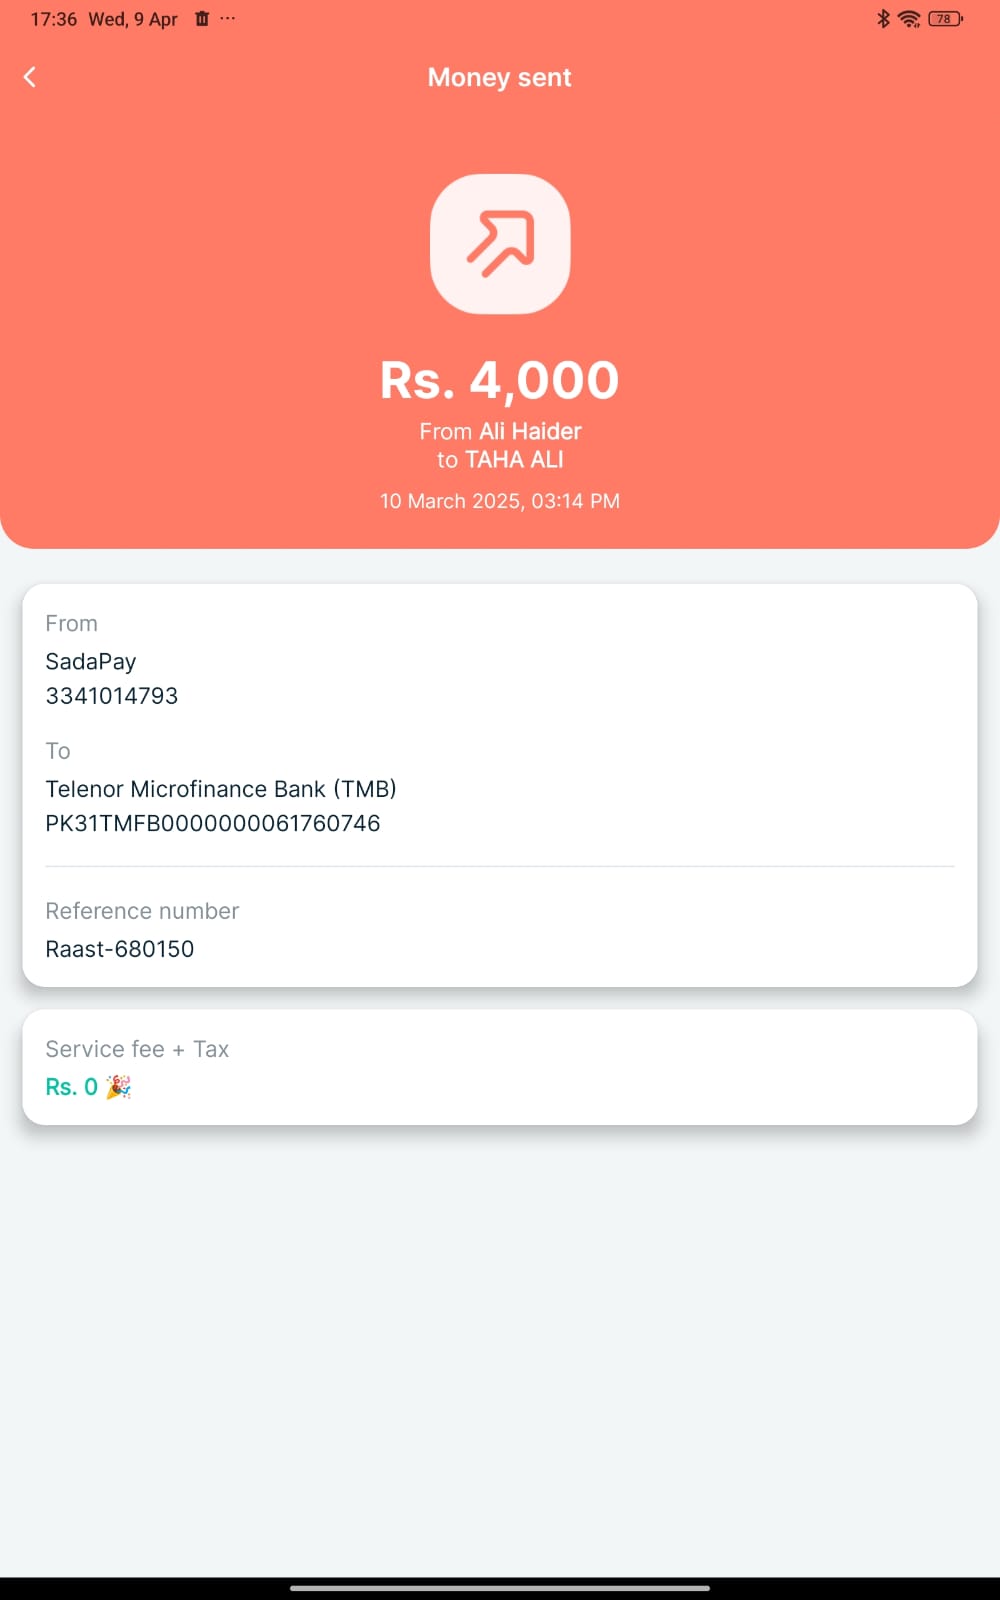 17:36 Wed, 9 Apr ...
78
Money sent
Rs. 4,000
From Ali Haider
to TAHA ALI
10 March 2025, 03:14 PM
From
SadaPay
3341014793
To
Telenor Microfinance Bank (TMB)
PK31TMFB0000000061760746
Reference number
Raast-680150
Service fee + Tax
Rs. 0 🎉